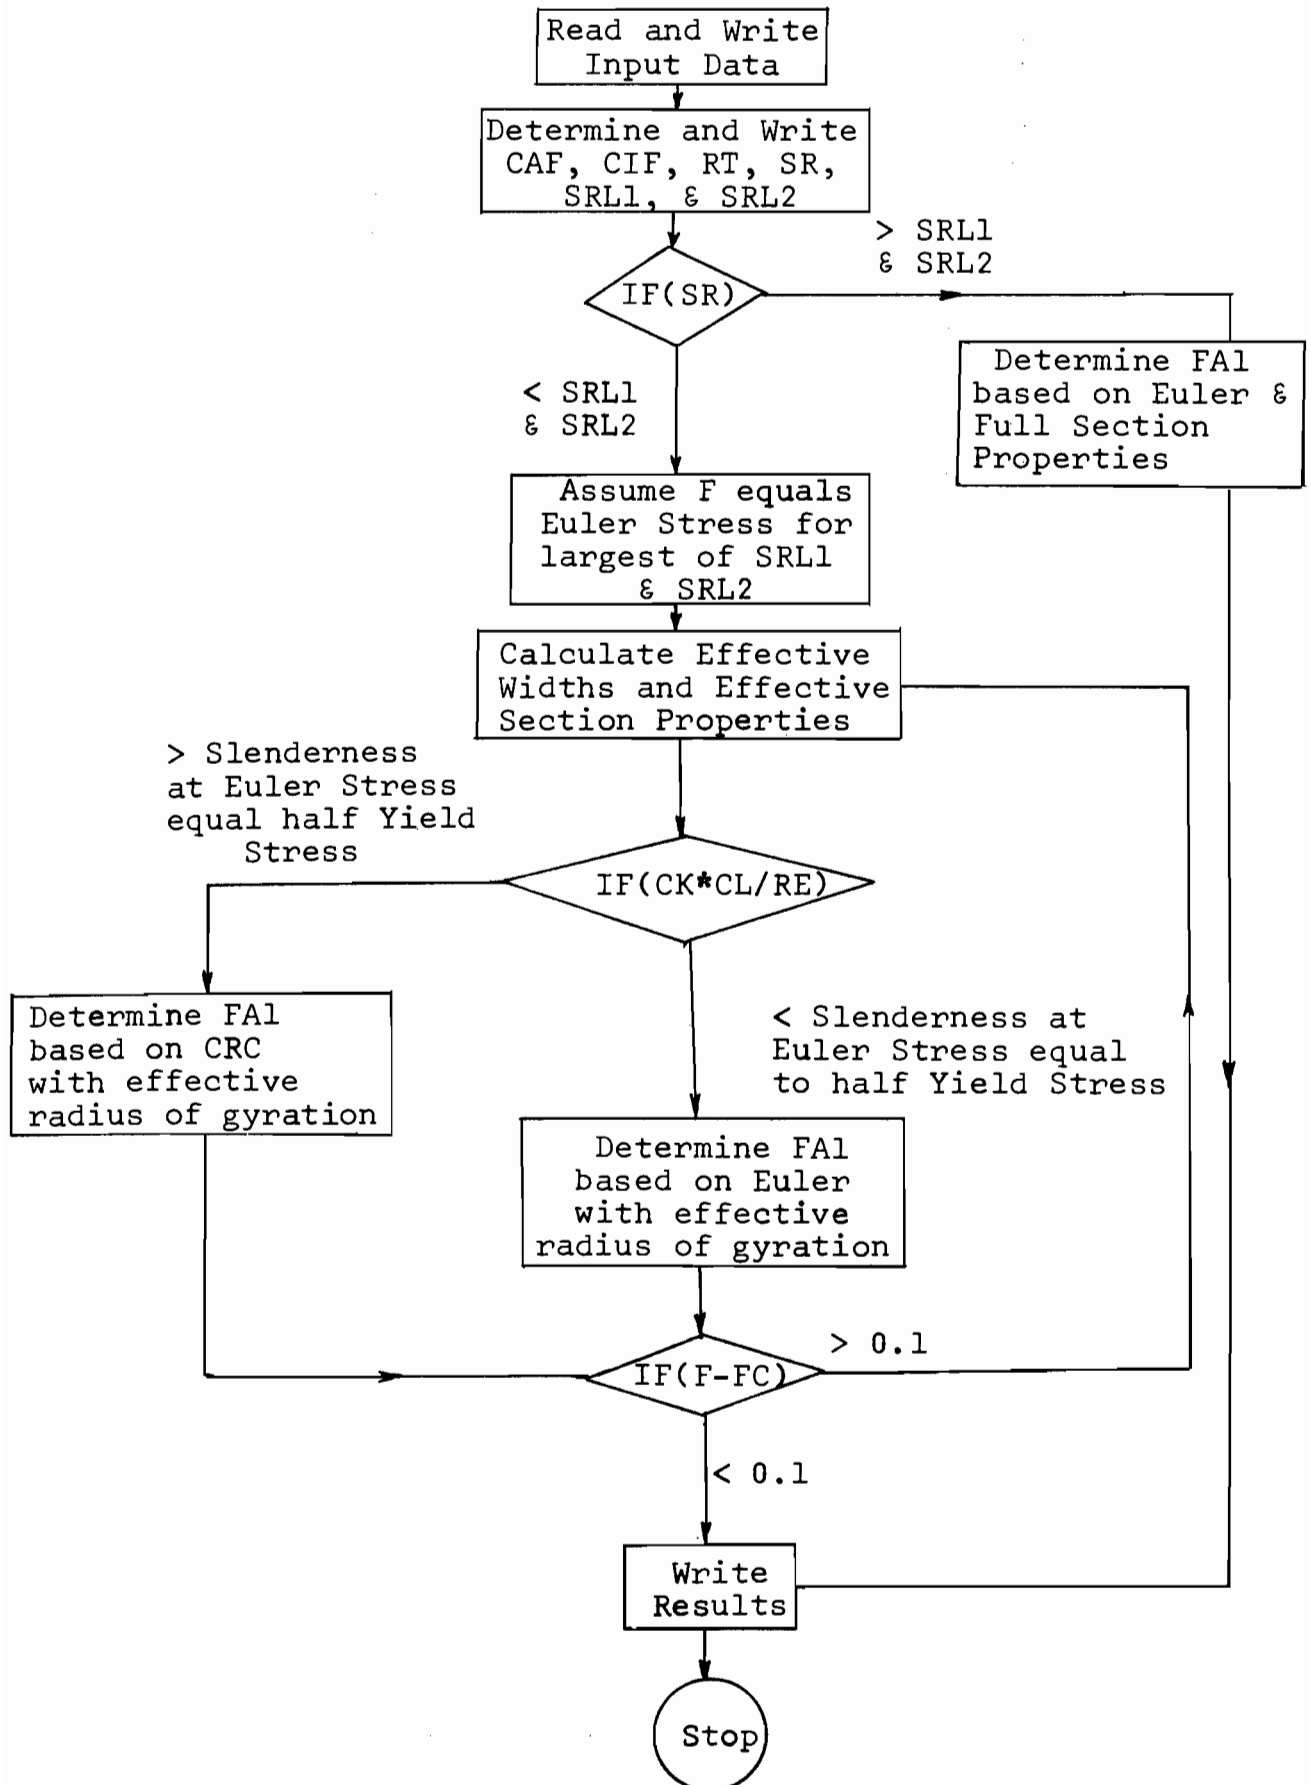 Read and Write
Input Data
Determine and Write
CAF, CIF, RT, SR,
SRL1, & SRL2
> SRL1
& SRL2
IF(SR)
Determine FA1
based on Euler &
Full Section
Properties
< SRL1
& SRL2
Assume F equals
Euler Stress for
largest of SRL1
& SRL2
Calculate Effective
Widths and Effective
Section Properties
> Slenderness
at Euler Stress
equal half Yield
Stress
IF(CK*CL/RE)
Determine FA1
based on CRC
with effective
radius of gyration
< Slenderness at
Euler Stress equal
to half Yield Stress
Determine FA1
based on Euler
with effective
radius of gyration
> 0.1
IF(F-FC)
< 0.1
Write
Results
Stop